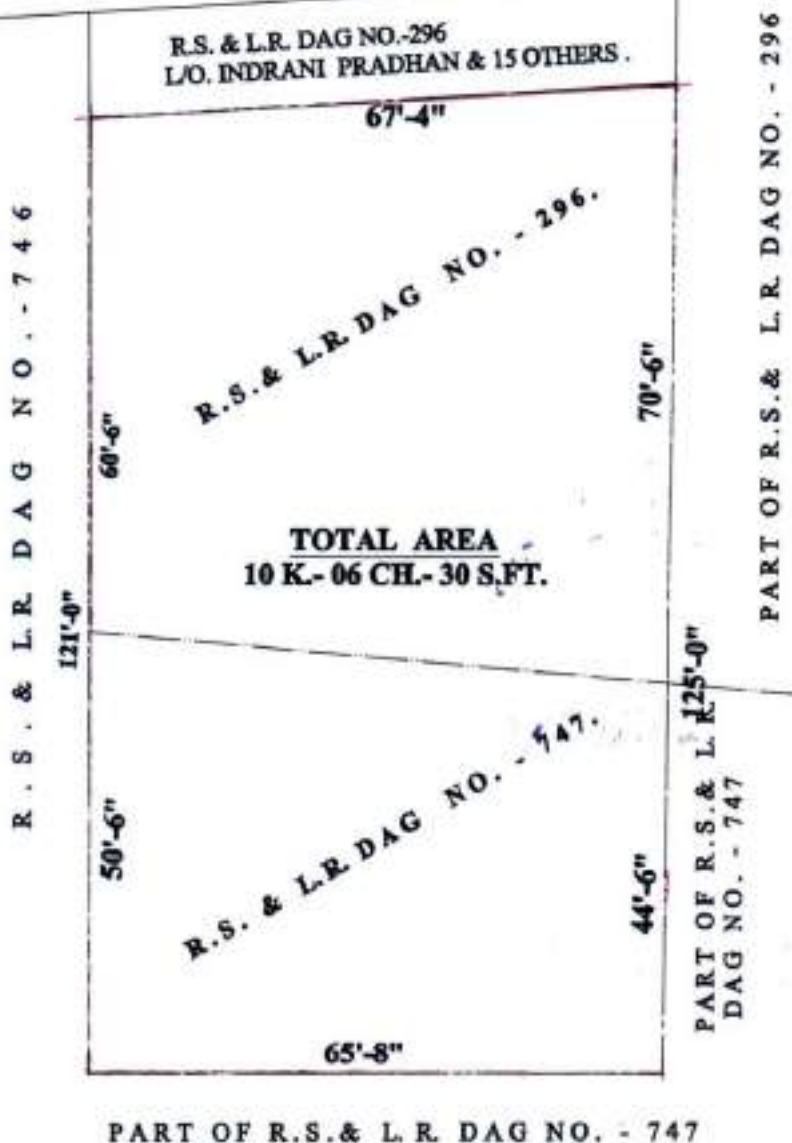 R.S. & L.R. DAG NO.-296
L/O. INDRANI PRADHAN & 15 OTHERS .
67'-4"
R.S.& L.R. DAG NO. - 296.
PART OF R.S.& L.R. DAG NO. - 296
R.S. & L.R. DAG NO. - 746
60'-6"
70'-6"
TOTAL AREA
10 K.- 06 CH.- 30 S.FT.
121'-0"
125'-0"
R.S. & L.R. DAG NO. - 747.
50'-6"
44'-6"
PART OF R.S.& L.R.
DAG NO. - 747
65'-8"
PART OF R.S.& L.R. DAG NO. - 747